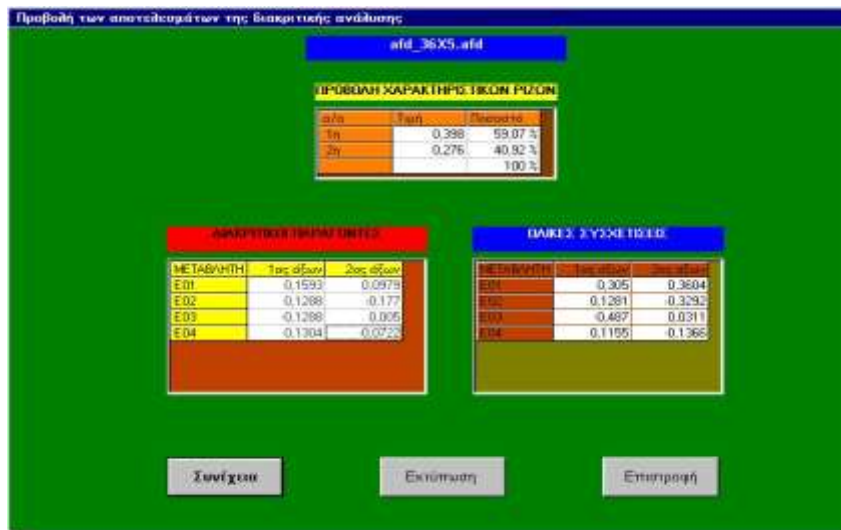 Προβολή των αποτελεσμάτων της διακριτικής ανάλυσης
afd_36X5.afd
ΠΡΟΒΟΛΗ ΧΑΡΑΚΤΗΡΙΣΤΙΚΩΝ ΡΙΖΩΝ
α/α Τιμή Ποσοστό
1η 0,398 59,07 %
2η 0,276 40,92 %
100 %
ΔΙΑΚΡΙΤΙΚΟΙ ΠΑΡΑΓΟΝΤΕΣ
ΜΕΤΑΒΛΗΤΗ 1ος άξων 2ος άξων
E01 0,1593 0,0979
E02 0,1288 -0,177
E03 -0,1288 0,005
E04 0,1304 0,0722
ΟΛΙΚΕΣ ΣΥΣΧΕΤΙΣΕΙΣ
ΜΕΤΑΒΛΗΤΗ 1ος άξων 2ος άξων
E01 0,305 0,3604
E02 0,1281 -0,3292
E03 -0,487 0,0311
E04 0,1155 -0,1366
Συνέχεια
Εκτύπωση
Επιστροφή